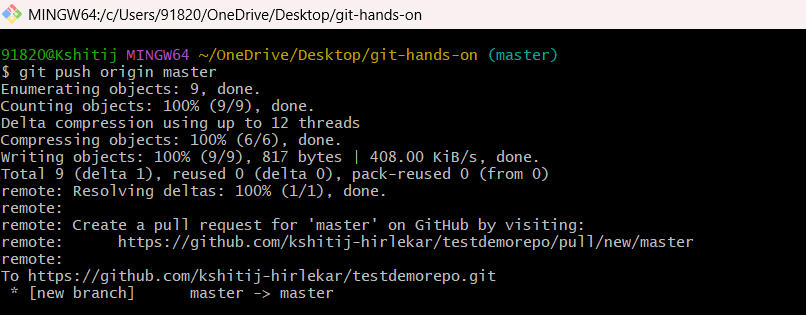 MINGW64:/c/Users/91820/OneDrive/Desktop/git-hands-on
91820@Kshitij MINGW64 ~/OneDrive/Desktop/git-hands-on (master)
$ git push origin master
Enumerating objects: 9, done.
Counting objects: 100% (9/9), done.
Delta compression using up to 12 threads
Compressing objects: 100% (6/6), done.
Writing objects: 100% (9/9), 817 bytes | 408.00 KiB/s, done.
Total 9 (delta 1), reused 0 (delta 0), pack-reused 0 (from 0)
remote: Resolving deltas: 100% (1/1), done.
remote:
remote: Create a pull request for 'master' on GitHub by visiting:
remote:      https://github.com/kshitij-hirlekar/testdemorepo/pull/new/master
remote:
To https://github.com/kshitij-hirlekar/testdemorepo.git
 * [new branch]      master -> master